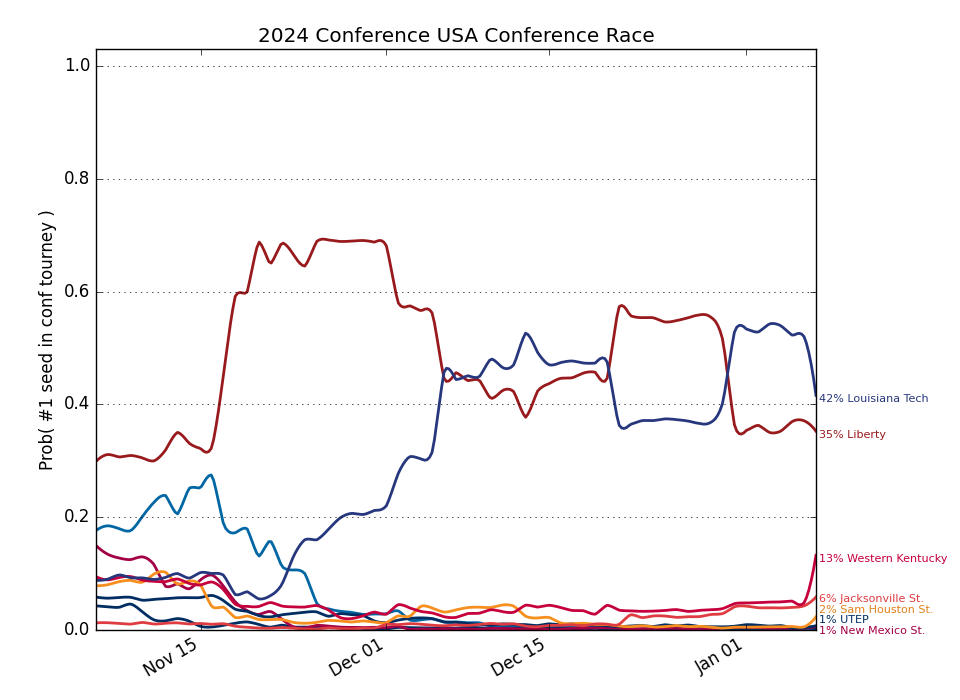 2024 Conference USA Conference Race
Prob( #1 seed in conf tourney )
1.0
0.8
0.6
0.4
0.2
0.0
Nov 15
Dec 01
Dec 15
Jan 01
42% Louisiana Tech
35% Liberty
13% Western Kentucky
6% Jacksonville St.
2% Sam Houston St.
1% UTEP
1% New Mexico St.